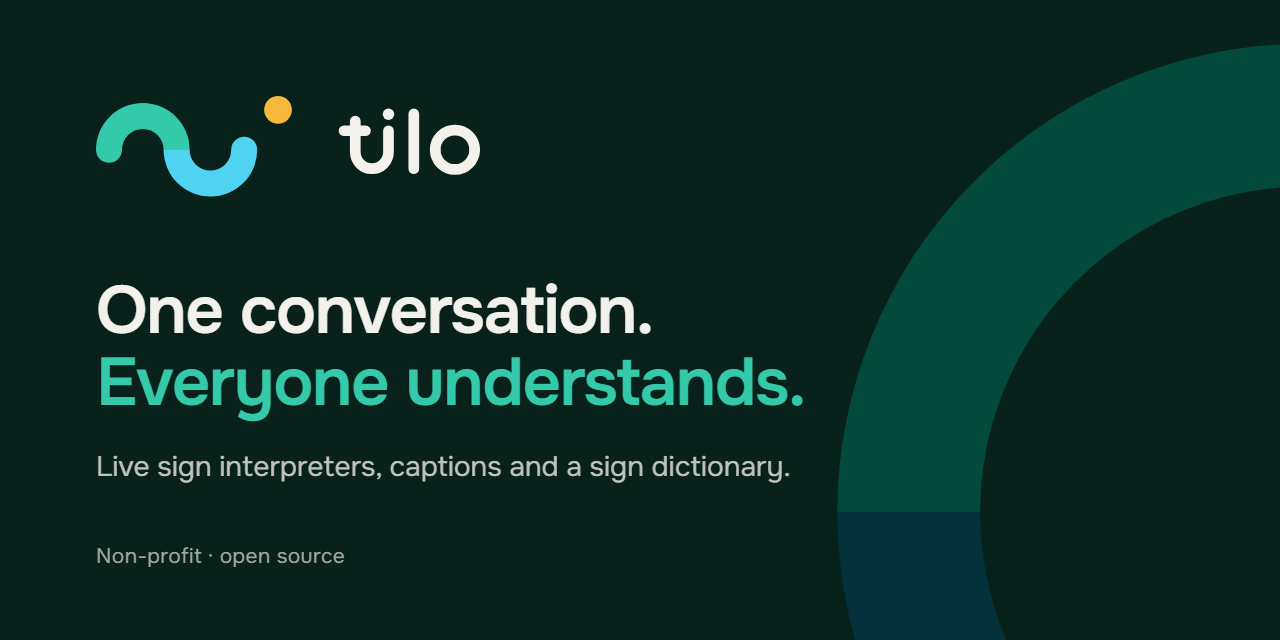 tilo
One conversation.
Everyone understands.
Live sign interpreters, captions and a sign dictionary.
Non-profit · open source